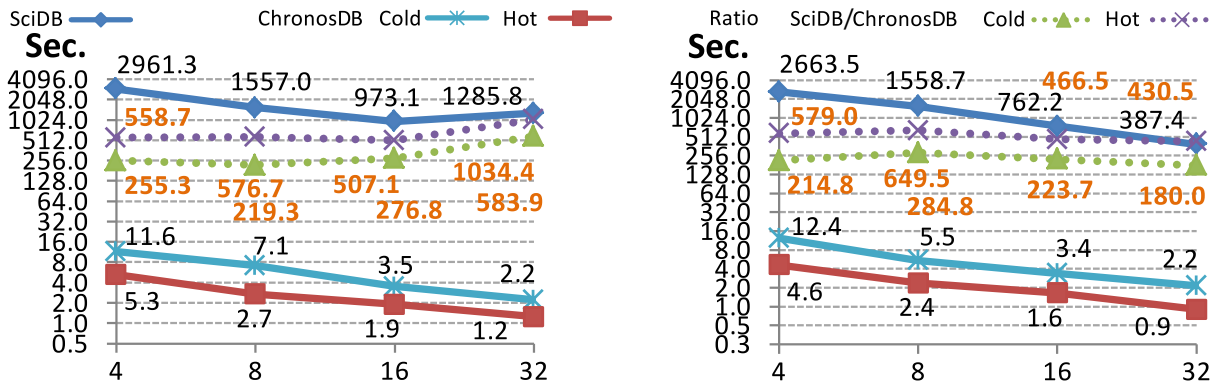 SciDB ChronosDB Cold Hot
Sec.
4096.0
2048.0
1024.0
512.0
256.0
128.0
64.0
32.0
16.0
8.0
4.0
2.0
1.0
0.5
2961.3 1557.0 973.1 1285.8
558.7 576.7 507.1 1034.4
255.3 219.3 276.8 583.9
11.6 7.1 3.5 2.2
5.3 2.7 1.9 1.2
4 8 16 32
Ratio SciDB/ChronosDB Cold Hot
Sec.
4096.0
2048.0
1024.0
512.0
256.0
128.0
64.0
32.0
16.0
8.0
4.0
2.0
1.0
0.5
0.3
2663.5 1558.7 762.2 387.4
579.0 649.5 466.5 430.5
214.8 284.8 223.7 180.0
12.4 5.5 3.4 2.2
4.6 2.4 1.6 0.9
4 8 16 32